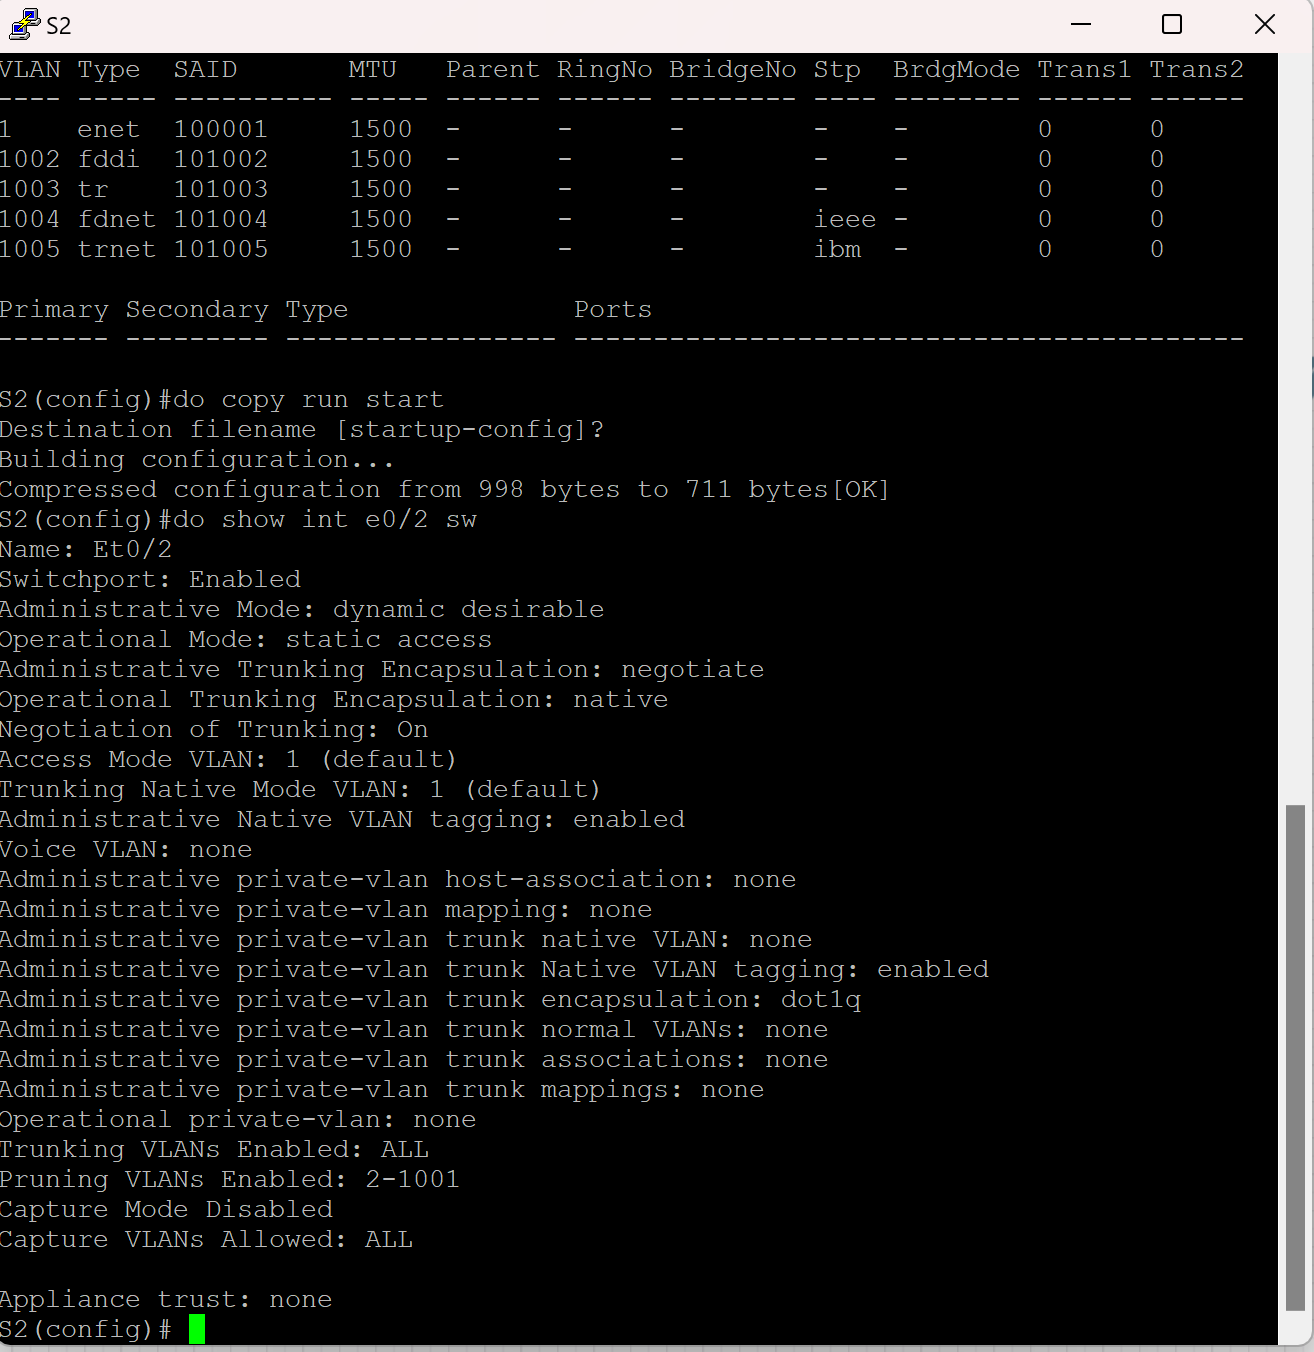 S2
VLAN Type  SAID       MTU   Parent RingNo BridgeNo Stp  BrdgMode Trans1 Trans2
---- ----- ---------- ----- ------ ------ -------- ---- -------- ------ ------
1    enet  100001     1500  -      -      -        -    -        0      0
1002 fddi  101002     1500  -      -      -        -    -        0      0
1003 tr    101003     1500  -      -      -        -    -        0      0
1004 fdnet 101004     1500  -      -      -        ieee -        0      0
1005 trnet 101005     1500  -      -      -        ibm  -        0      0
Primary Secondary Type              Ports
------- --------- ----------------- ------------------------------------------
S2(config)#do copy run start
Destination filename [startup-config]?
Building configuration...
Compressed configuration from 998 bytes to 711 bytes[OK]
S2(config)#do show int e0/2 sw
Name: Et0/2
Switchport: Enabled
Administrative Mode: dynamic desirable
Operational Mode: static access
Administrative Trunking Encapsulation: negotiate
Operational Trunking Encapsulation: native
Negotiation of Trunking: On
Access Mode VLAN: 1 (default)
Trunking Native Mode VLAN: 1 (default)
Administrative Native VLAN tagging: enabled
Voice VLAN: none
Administrative private-vlan host-association: none
Administrative private-vlan mapping: none
Administrative private-vlan trunk native VLAN: none
Administrative private-vlan trunk Native VLAN tagging: enabled
Administrative private-vlan trunk encapsulation: dot1q
Administrative private-vlan trunk normal VLANs: none
Administrative private-vlan trunk associations: none
Administrative private-vlan trunk mappings: none
Operational private-vlan: none
Trunking VLANs Enabled: ALL
Pruning VLANs Enabled: 2-1001
Capture Mode Disabled
Capture VLANs Allowed: ALL
Appliance trust: none
S2(config)#